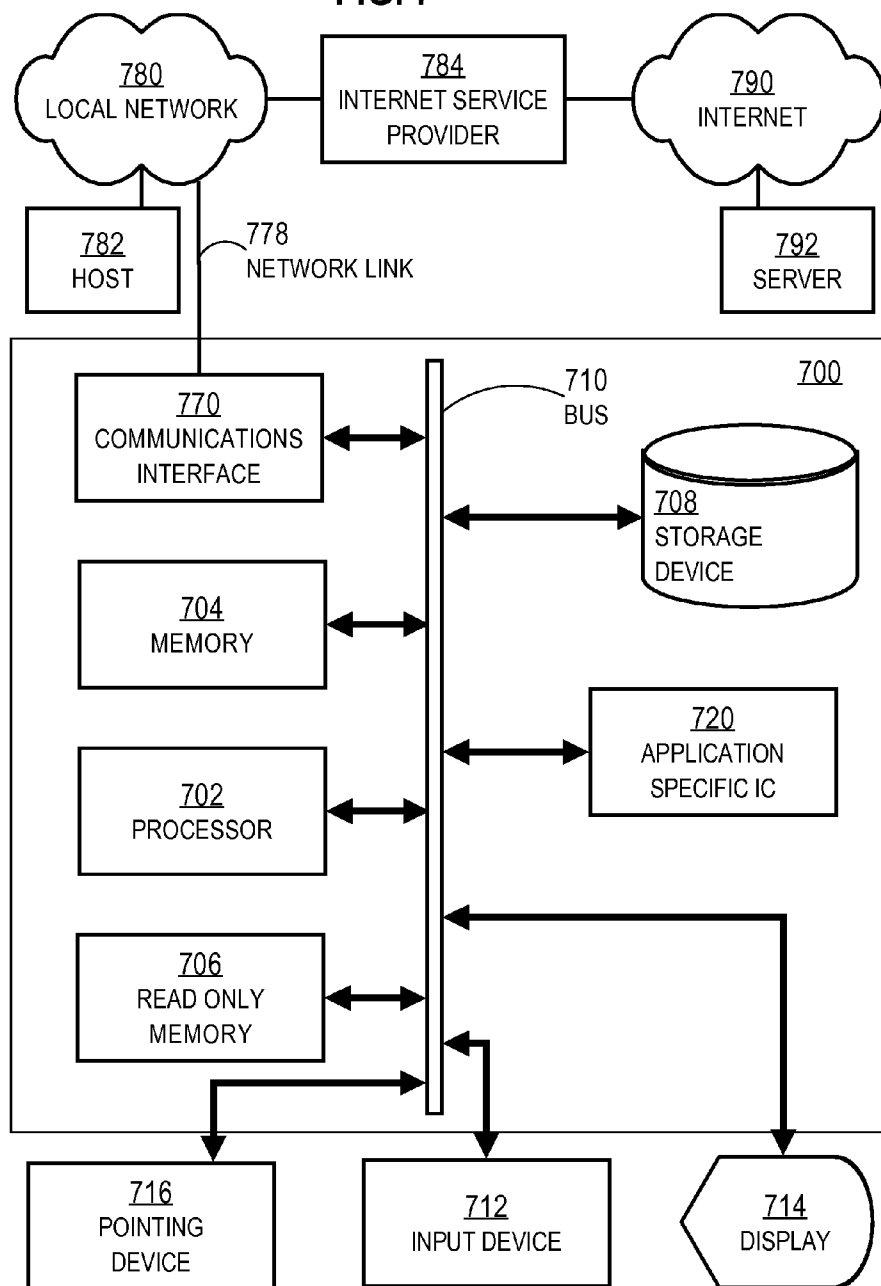 780
LOCAL NETWORK
784
INTERNET SERVICE
PROVIDER
790
INTERNET
782
HOST
778
NETWORK LINK
792
SERVER
700
770
COMMUNICATIONS
INTERFACE
710
BUS
708
STORAGE
DEVICE
704
MEMORY
720
APPLICATION
SPECIFIC IC
702
PROCESSOR
706
READ ONLY
MEMORY
716
POINTING
DEVICE
712
INPUT DEVICE
714
DISPLAY